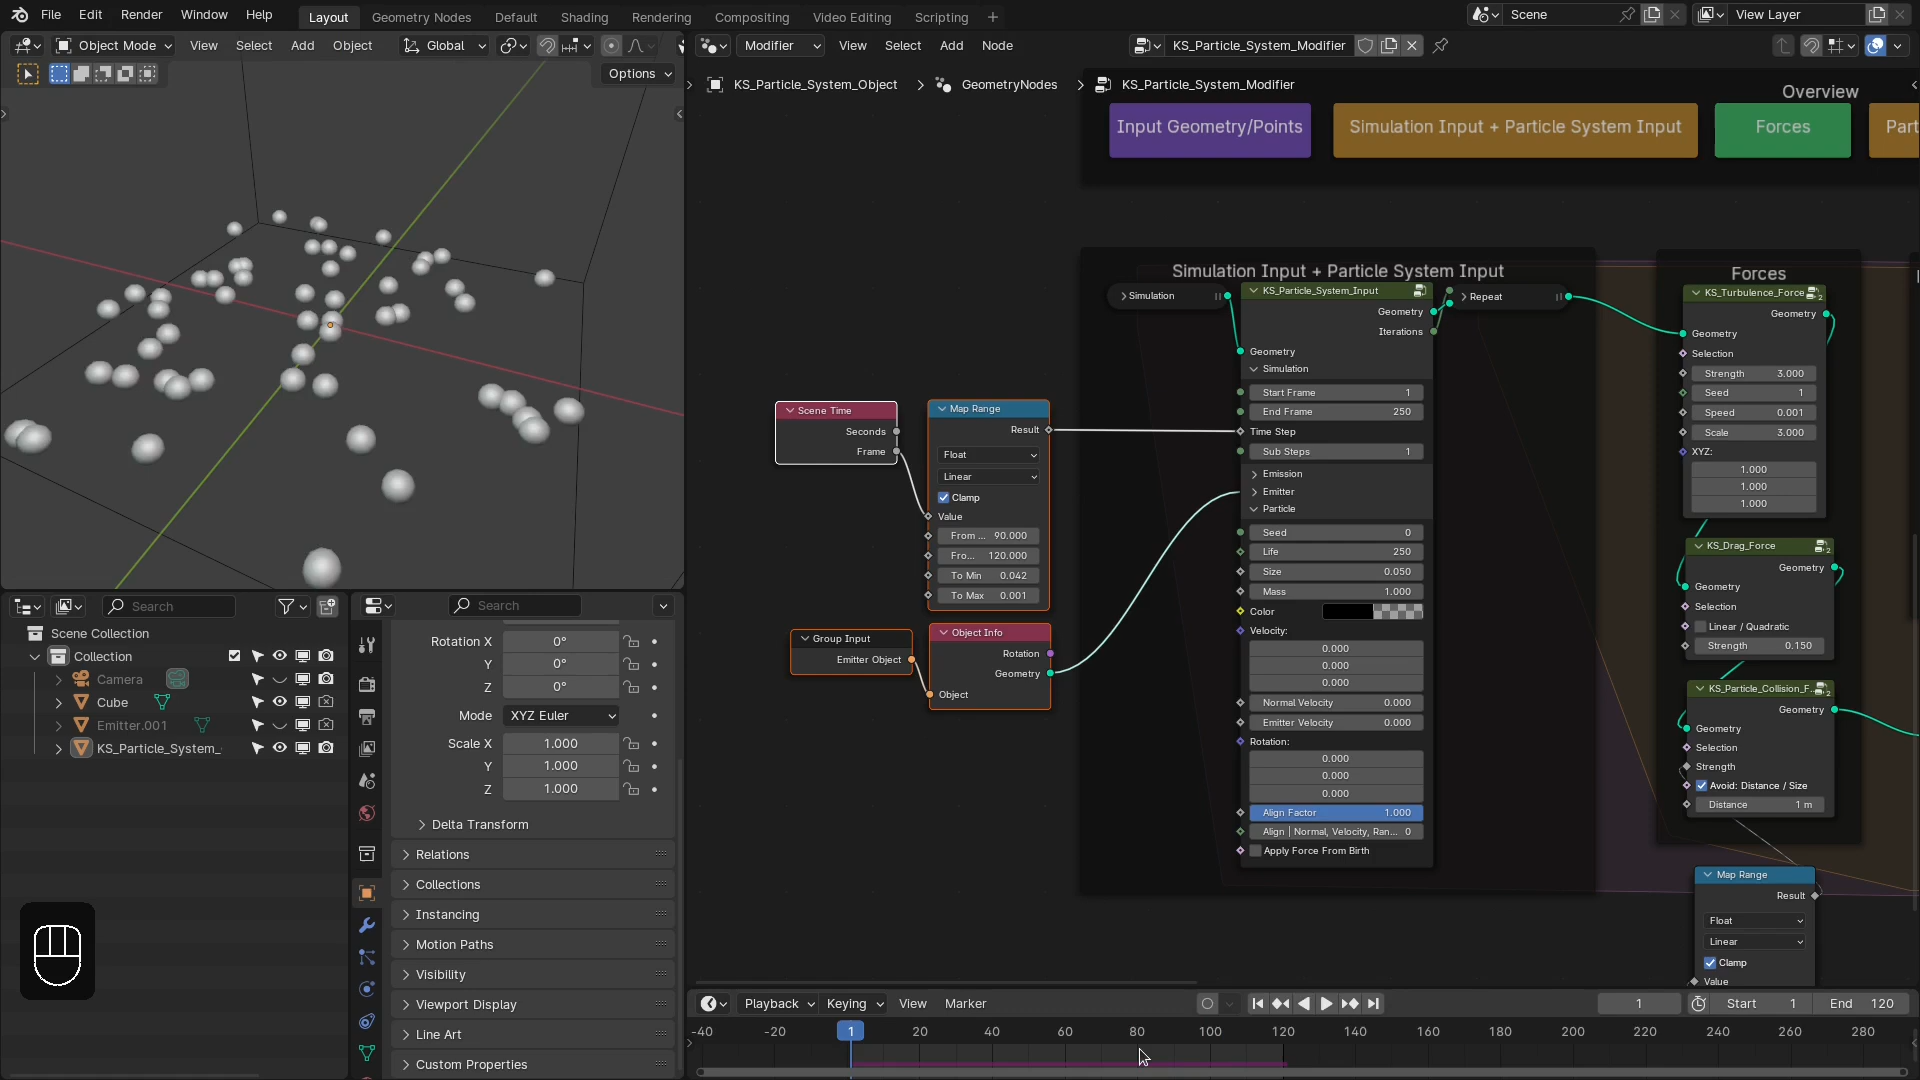 File Edit Render Window Help Layout Geometry Nodes Default Shading Rendering Compositing Video Editing Scripting + Scene View Layer
Object Mode View Select Add Object Global Modifier View Select Add Node KS_Particle_System_Modifier
Options
KS_Particle_System_Object > GeometryNodes > KS_Particle_System_Modifier
Overview
Input Geometry/Points Simulation Input + Particle System Input Forces Part
Simulation Input + Particle System Input
Simulation
KS_Particle_System_Input
Geometry
Iterations
Geometry
Simulation
Start Frame 1
End Frame 250
Time Step
Sub Steps 1
Emission
Emitter
Particle
Seed 0
Life 250
Size 0.050
Mass 1.000
Color
Velocity:
0.000
0.000
0.000
Normal Velocity 0.000
Emitter Velocity 0.000
Rotation:
0.000
0.000
0.000
Align Factor 1.000
Align | Normal, Velocity, Ran... 0
Apply Force From Birth
Repeat
Scene Time
Seconds
Frame
Map Range
Result
Float
Linear
Clamp
Value
From ... 90.000
Fro... 120.000
To Min 0.042
To Max 0.001
Group Input
Emitter Object
Object Info
Rotation
Geometry
Object
Forces
KS_Turbulence_Force 2
Geometry
Geometry
Selection
Strength 3.000
Seed 1
Speed 0.001
Scale 3.000
XYZ:
1.000
1.000
1.000
KS_Drag_Force 2
Geometry
Geometry
Selection
Linear / Quadratic
Strength 0.150
KS_Particle_Collision_F... 2
Geometry
Geometry
Selection
Strength
Avoid: Distance / Size
Distance 1 m
Map Range
Result
Float
Linear
Clamp
Value
Search
Scene Collection
Collection
Camera
Cube
Emitter.001
KS_Particle_System_
Search
Rotation X 0°
Y 0°
Z 0°
Mode XYZ Euler
Scale X 1.000
Y 1.000
Z 1.000
Delta Transform
Relations
Collections
Instancing
Motion Paths
Visibility
Viewport Display
Line Art
Custom Properties
Playback Keying View Marker 1 Start 1 End 120
-40 -20 1 20 40 60 80 100 120 140 160 180 200 220 240 260 280